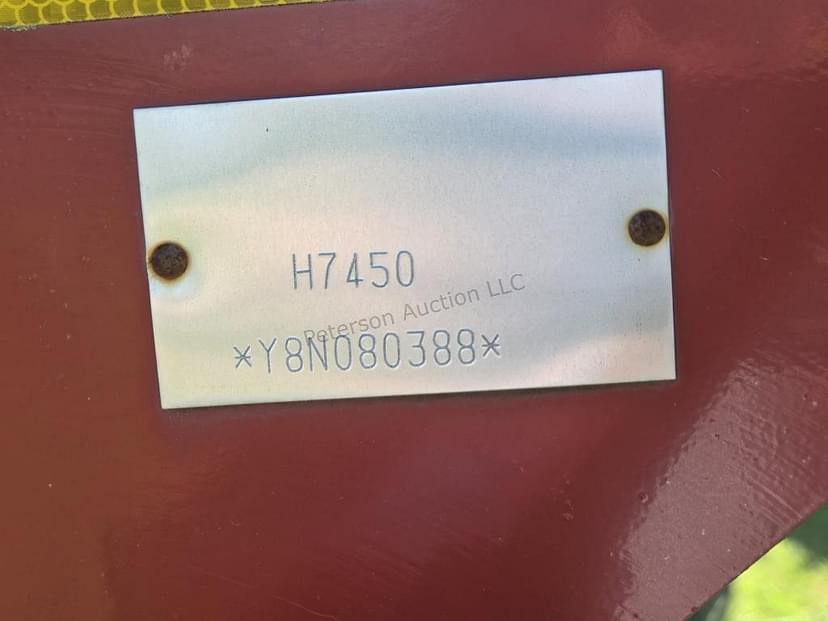 H7450
Peterson Auction LLC
*Y8N080388*